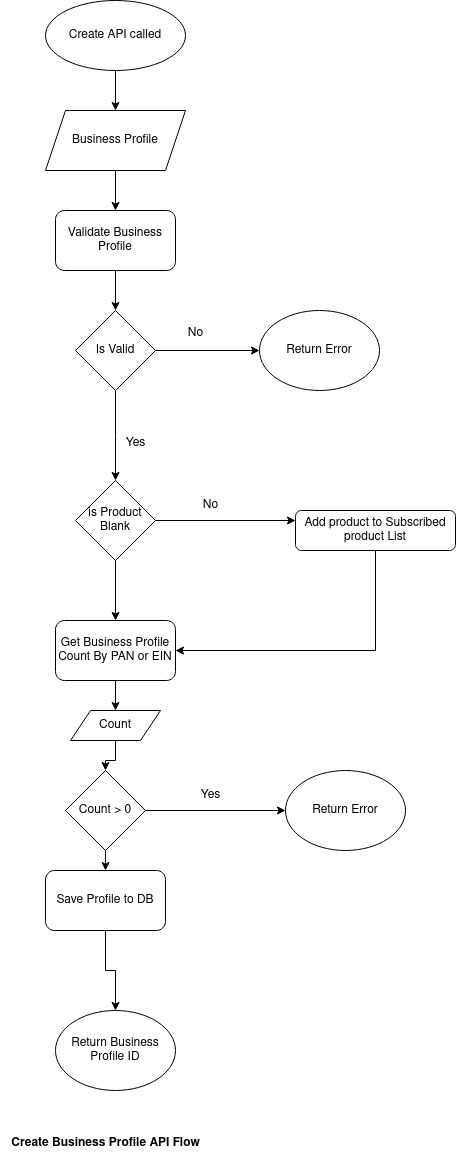 Create API called
Business Profile
Validate Business
Profile
Is Valid
No
Return Error
Yes
is Product
Blank
No
Add product to Subscribed
product List
Get Business Profile
Count By PAN or EIN
Count
Count > 0
Yes
Return Error
Save Profile to DB
Return Business
Profile ID
Create Business Profile API Flow